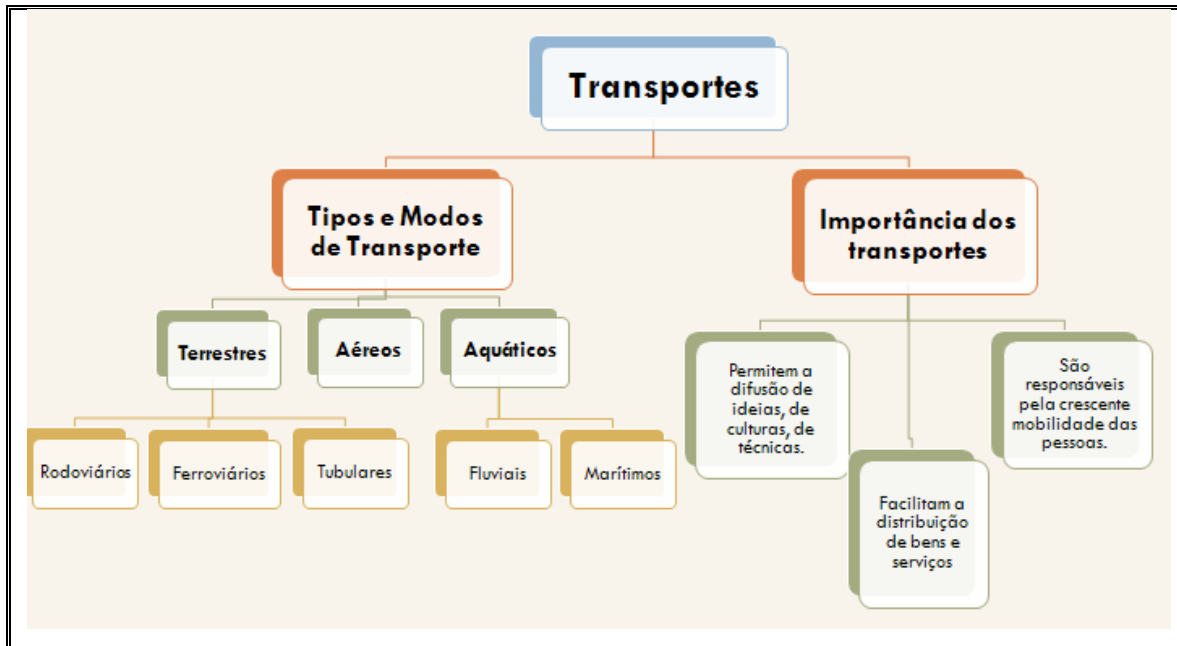 Transportes
Tipos e Modos
de Transporte
Importância dos
transportes
Terrestres
Aéreos
Aquáticos
Rodoviários
Ferroviários
Tubulares
Fluviais
Marítimos
Permitem a
difusão de
ideias, de
culturas, de
técnicas.
Facilitam a
distribuição
de bens e
serviços
São
responsáveis
pela crescente
mobilidade das
pessoas.